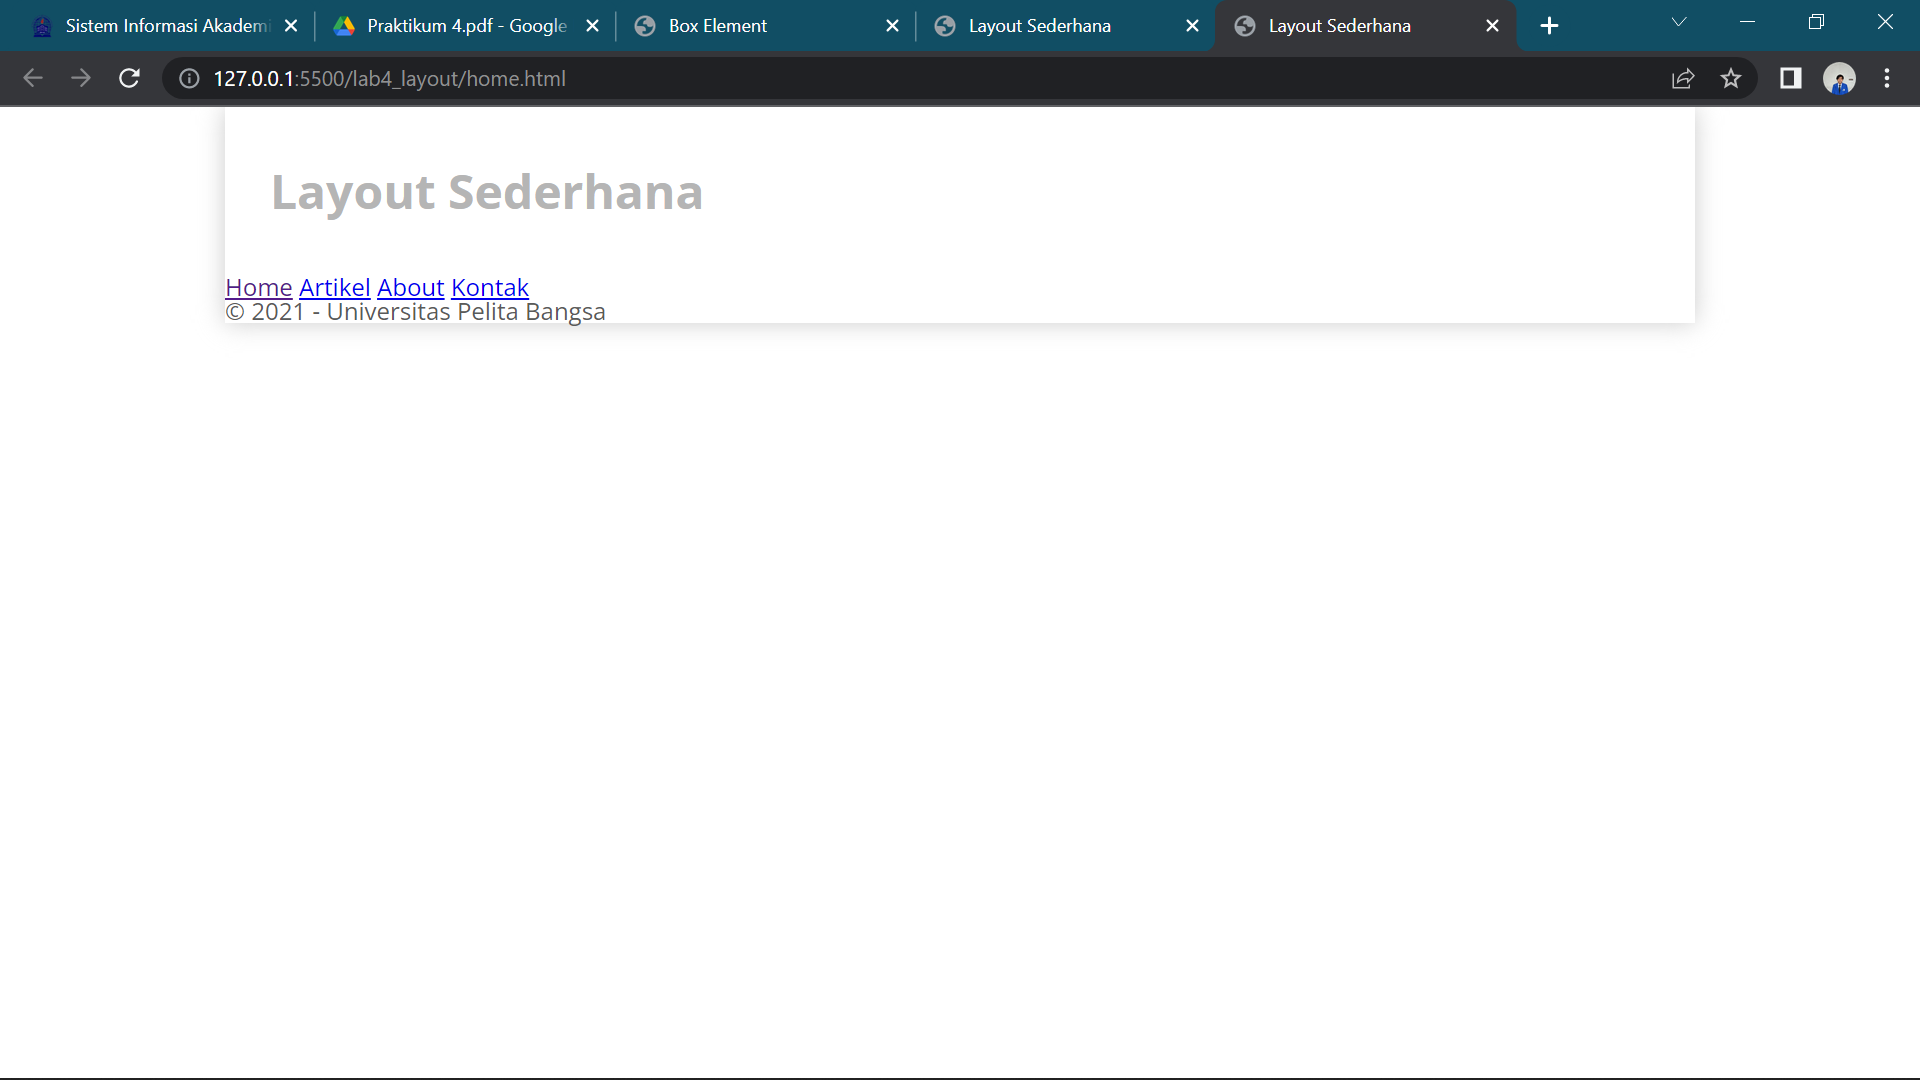 Sistem Informasi Akademi
Praktikum 4.pdf - Google
Box Element
Layout Sederhana
Layout Sederhana
127.0.0.1:5500/lab4_layout/home.html
Layout Sederhana
Home Artikel About Kontak
© 2021 - Universitas Pelita Bangsa